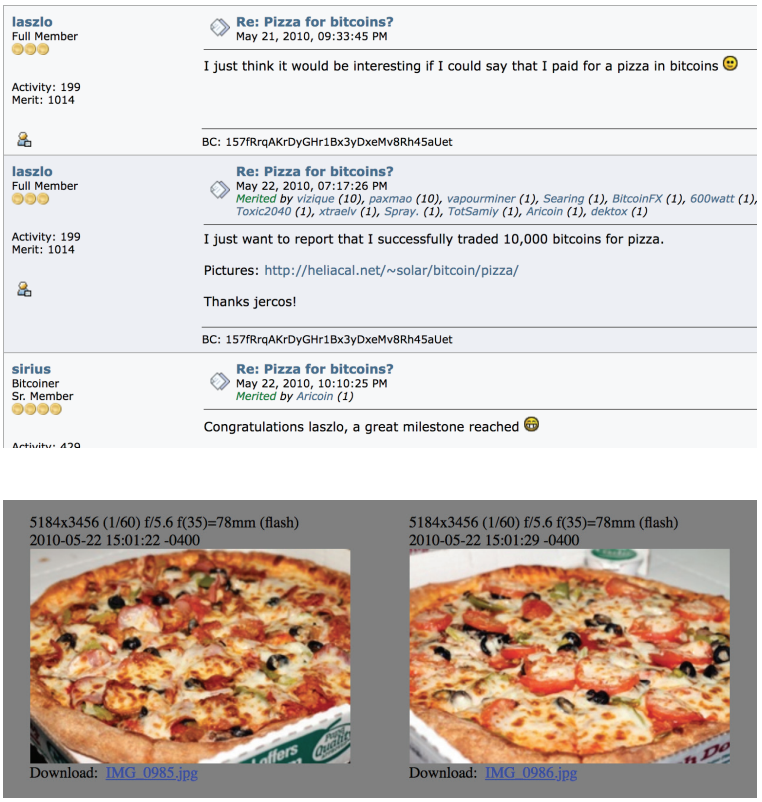 laszlo
Full Member
Activity: 199
Merit: 1014
Re: Pizza for bitcoins?
May 21, 2010, 09:33:45 PM
I just think it would be interesting if I could say that I paid for a pizza in bitcoins
BC: 157fRrqAKrDyGHr1Bx3yDxeMv8Rh45aUet
laszlo
Full Member
Activity: 199
Merit: 1014
Re: Pizza for bitcoins?
May 22, 2010, 07:17:26 PM
Merited by vizique (10), paxmao (10), vapourminer (1), Searing (1), BitcoinFX (1), 600watt (1),
Toxic2040 (1), xtraelv (1), Spray. (1), TotSamiy (1), Aricoin (1), dektox (1)
I just want to report that I successfully traded 10,000 bitcoins for pizza.
Pictures: http://heliacal.net/~solar/bitcoin/pizza/
Thanks jercos!
BC: 157fRrqAKrDyGHr1Bx3yDxeMv8Rh45aUet
sirius
Bitcoiner
Sr. Member
Activity: 429
Re: Pizza for bitcoins?
May 22, 2010, 10:10:25 PM
Merited by Aricoin (1)
Congratulations laszlo, a great milestone reached
5184x3456 (1/60) f/5.6 f(35)=78mm (flash)
2010-05-22 15:01:22 -0400
offers
Papa
Quality
Download: IMG_0985.jpg
5184x3456 (1/60) f/5.6 f(35)=78mm (flash)
2010-05-22 15:01:29 -0400
Download: IMG_0986.jpg